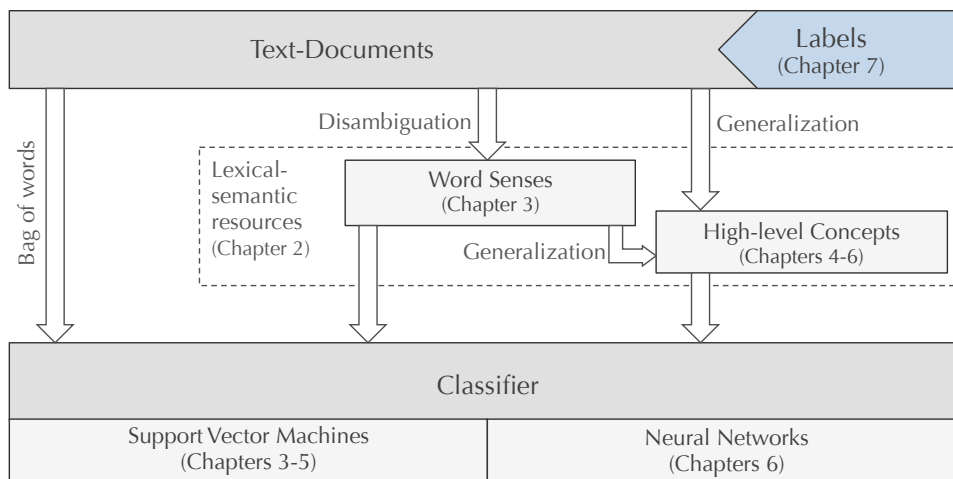 Text-Documents
Labels
(Chapter 7)
Bag of words
Disambiguation
Generalization
Lexical-
semantic
resources
(Chapter 2)
Word Senses
(Chapter 3)
Generalization
High-level Concepts
(Chapters 4-6)
Classifier
Support Vector Machines
(Chapters 3-5)
Neural Networks
(Chapters 6)